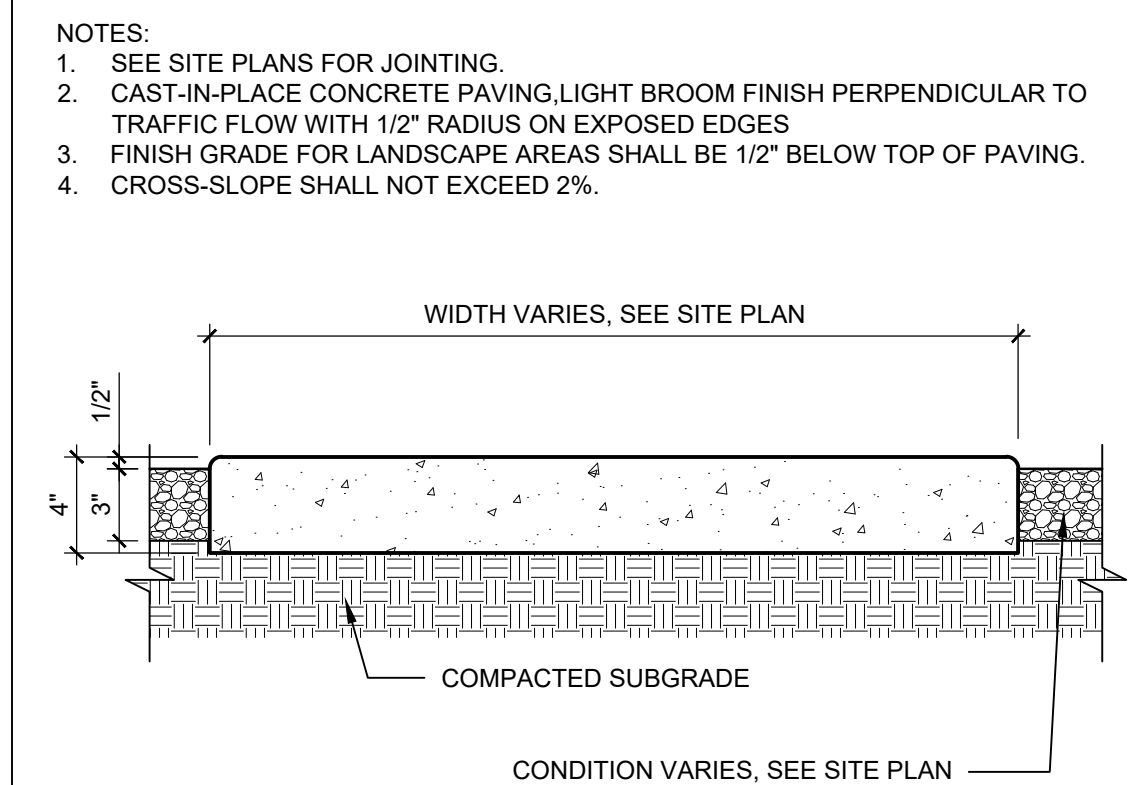 NOTES:
1. SEE SITE PLANS FOR JOINTING.
2. CAST-IN-PLACE CONCRETE PAVING,LIGHT BROOM FINISH PERPENDICULAR TO
TRAFFIC FLOW WITH 1/2" RADIUS ON EXPOSED EDGES
3. FINISH GRADE FOR LANDSCAPE AREAS SHALL BE 1/2" BELOW TOP OF PAVING.
4. CROSS-SLOPE SHALL NOT EXCEED 2%.
WIDTH VARIES, SEE SITE PLAN
1/2"
4"
3"
COMPACTED SUBGRADE
CONDITION VARIES, SEE SITE PLAN